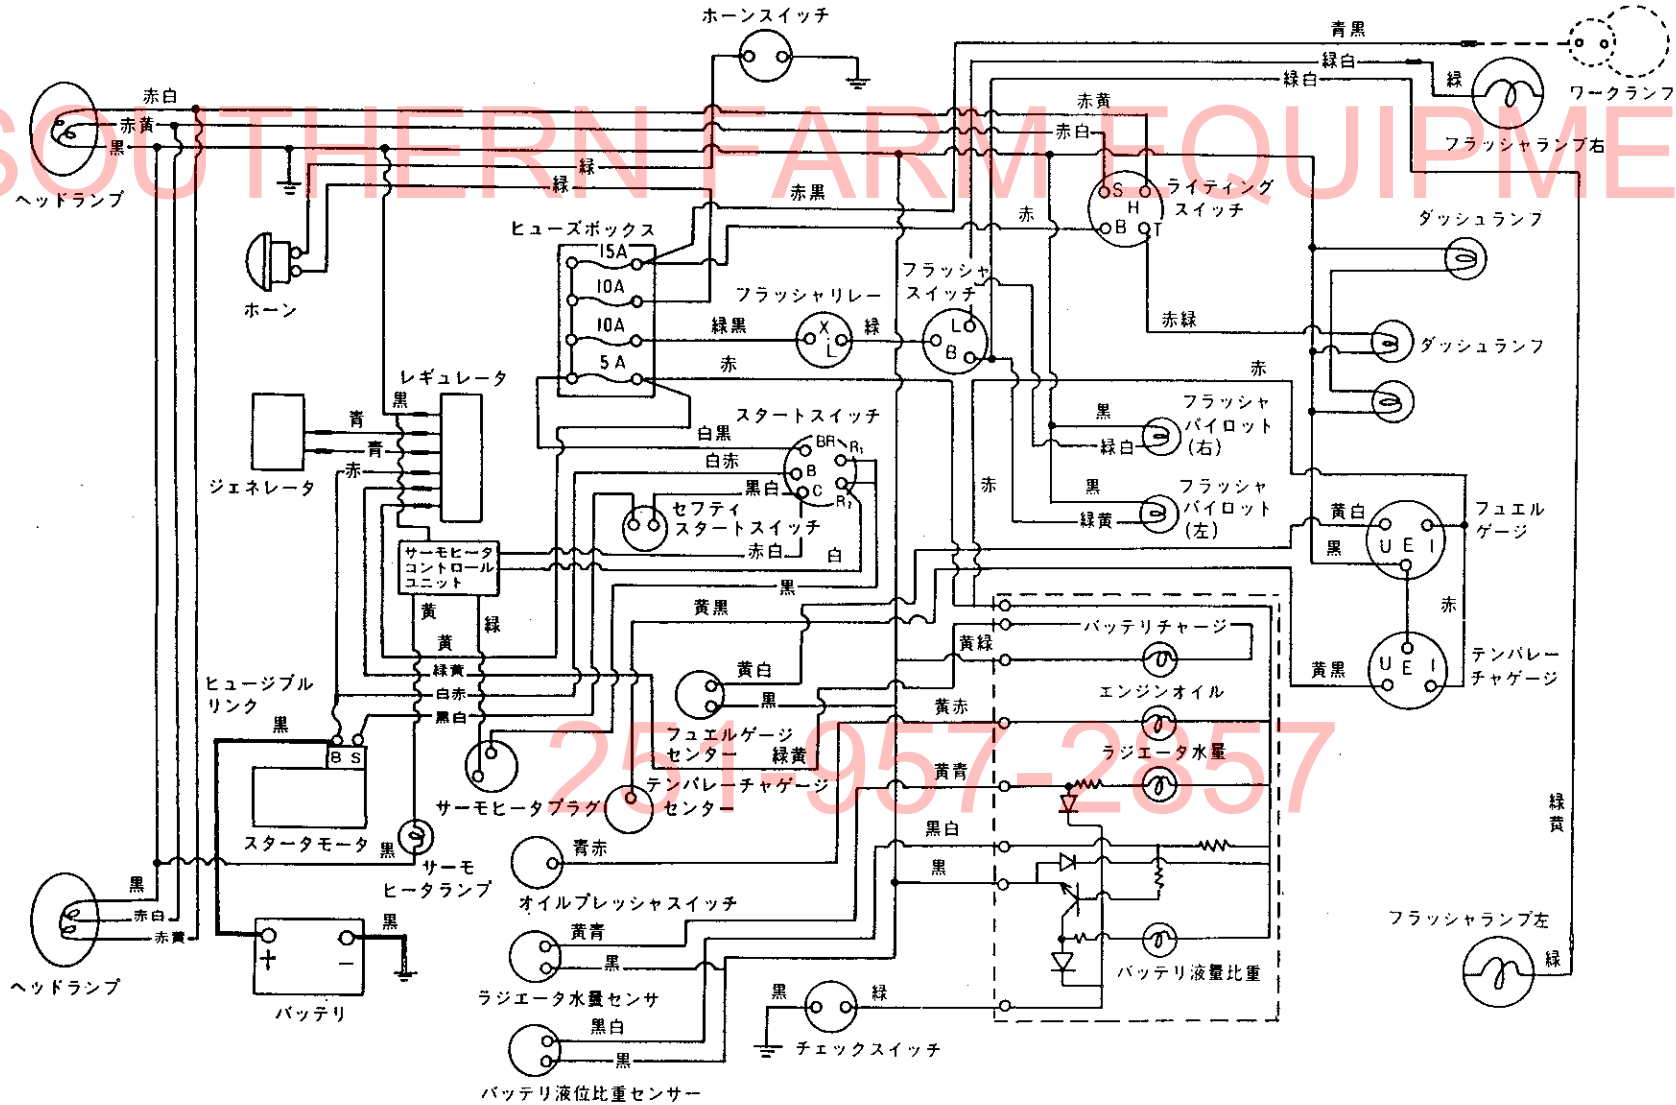 ホーンスイッチ
青黒
緑白
緑白
緑
ワークランプ
フラッシャランプ右
赤白
赤黄
黒
ヘッドランプ
SOUTHERN FARM EQUIPME
赤黄
赤白
緑
緑
赤黒
赤
S
H
B
T
ライティング
スイッチ
ダッシュランプ
ヒューズボックス
15A
10A
10A
5A
ホーン
フラッシャリレー
フラッシャ
スイッチ
緑黒
X
L
緑
L
B
赤緑
ダッシュランプ
赤
赤
レギュレータ
黒
青
青
赤
ジェネレータ
スタートスイッチ
白黒
白赤
黒白
BR
R1
B
C
R2
セフティ
スタートスイッチ
フラッシャ
パイロット
(右)
黒
緑白
フラッシャ
パイロット
(左)
黒
緑黄
赤
黄白
フュエル
ゲージ
U
E
I
黒
赤
サーモヒータ
コントロール
ユニット
赤白
白
黒
黄
緑
黄
緑黄
白赤
黒白
黄黒
黄緑
バッテリチャージ
黄白
黒
エンジンオイル
黄黒
U
E
I
テンパレー
チャゲージ
ヒュージブル
リンク
黒
B
S
スタータモータ
フュエルゲージ
センター
緑黄
黄赤
ラジエータ水量
251-957-2857
サーモヒータプラグ
テンパレーチャゲージ
センター
黄青
黒白
黒
緑
黄
黒
サーモ
ヒータランプ
青赤
オイルプレッシャスイッチ
黒
赤白
赤黄
ヘッドランプ
黒
+
−
バッテリ
黄青
黒
ラジエータ水量センサ
バッテリ液量比重
フラッシャランプ左
緑
黒
緑
チェックスイッチ
黒白
黒
バッテリ液位比重センサー